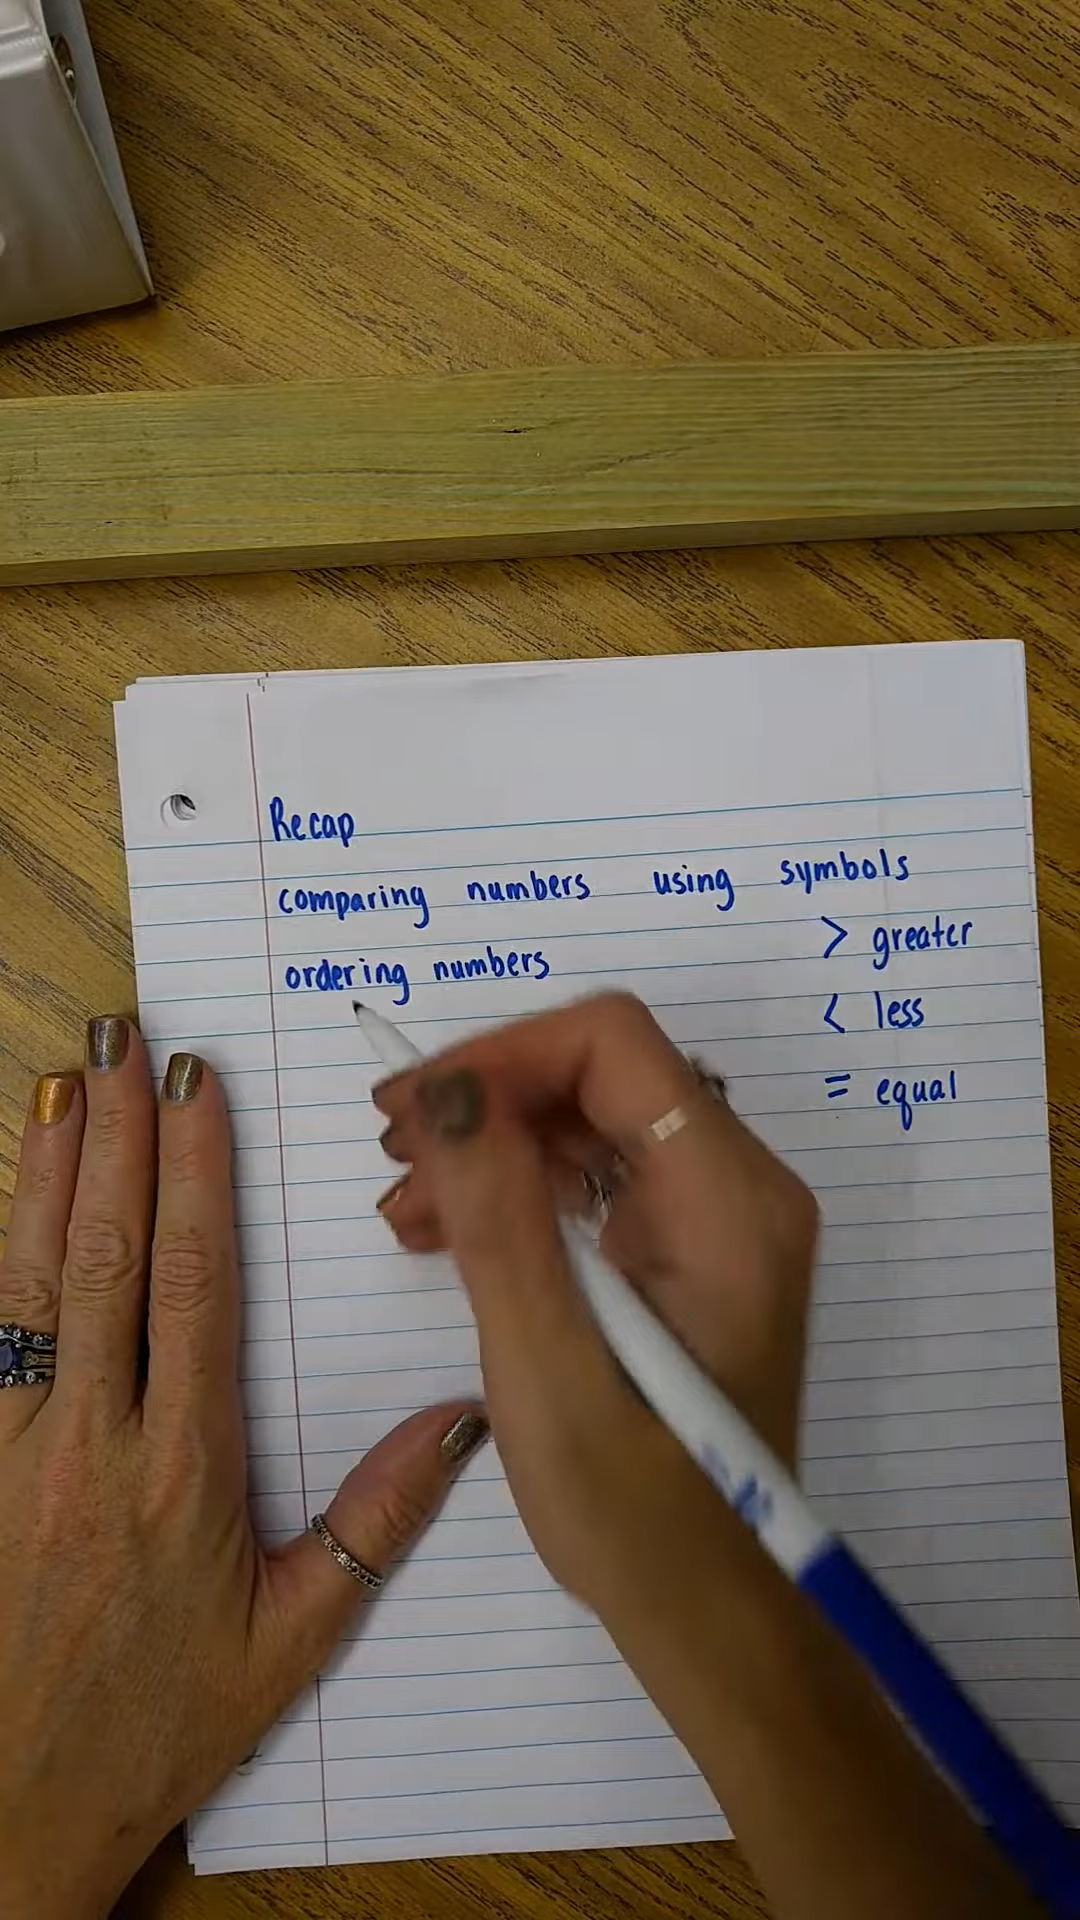 Recap
comparing numbers using symbols
> greater
ordering numbers
< less
= equal